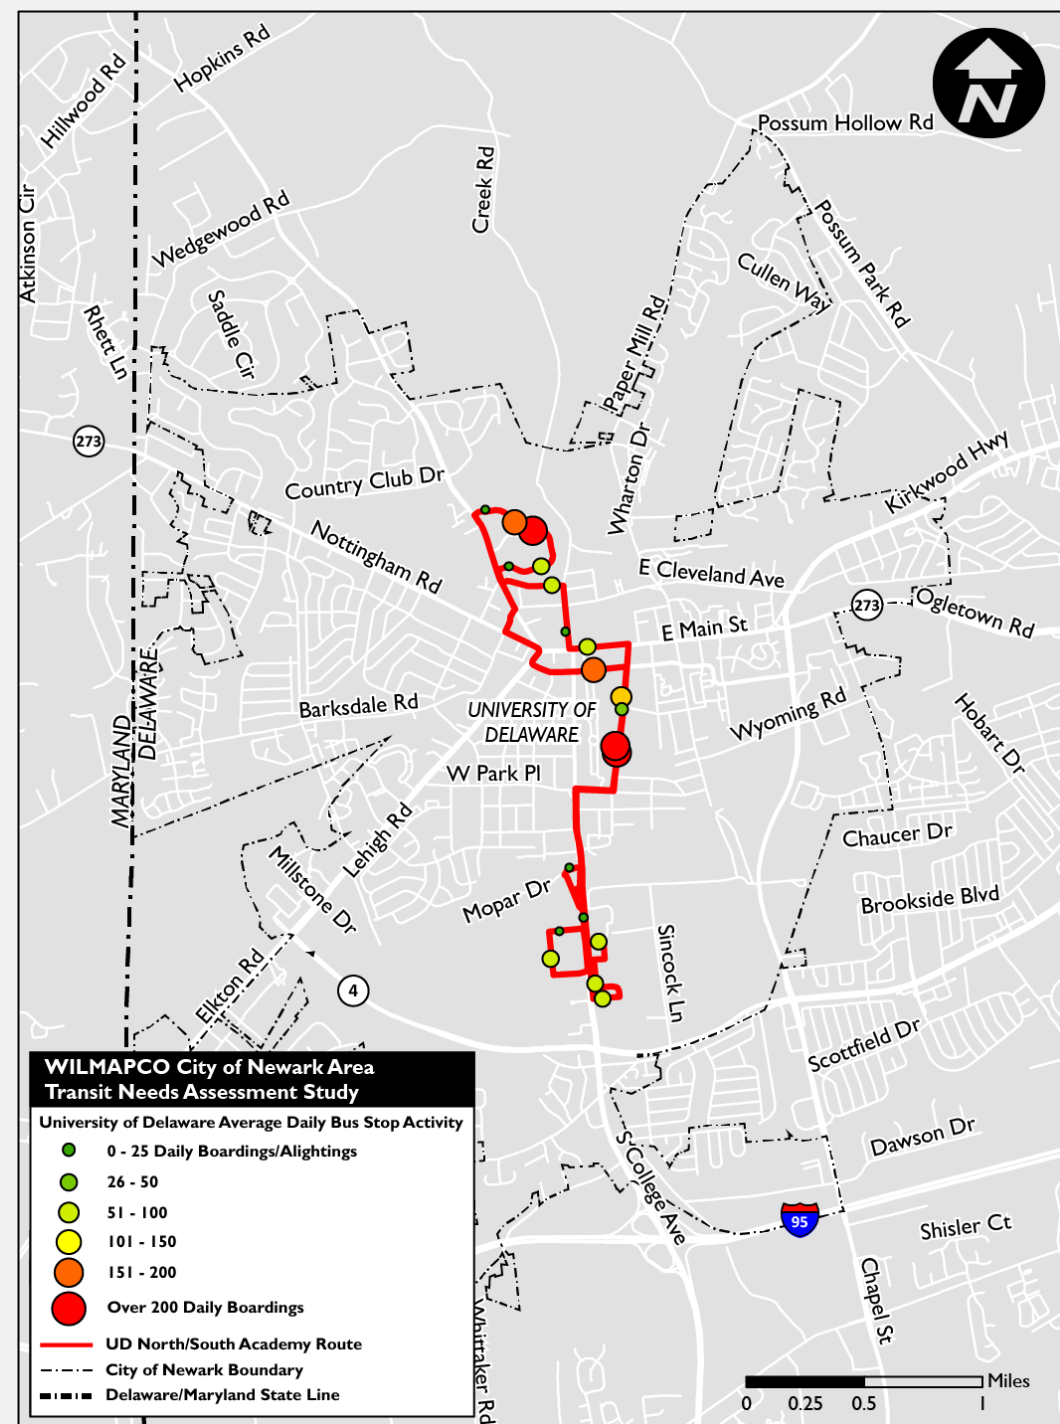 N
Hopkins Rd
Hillwood Rd
Possum Hollow Rd
Creek Rd
Atkinson Cir
Wedgewood Rd
Possum Park Rd
Cullen Way
Saddle Cir
Rhett Ln
Paper Mill Rd
273
Wharton Dr
Kirkwood Hwy
Country Club Dr
Nottingham Rd
E Cleveland Ave
273
Ogletown Rd
E Main St
MARYLAND
DELAWARE
Barksdale Rd
UNIVERSITY OF
DELAWARE
Wyoming Rd
Hobart Dr
W Park Pl
Lehigh Rd
Chaucer Dr
Millstone Dr
Mopar Dr
Brookside Blvd
Sincock Ln
Elkton Rd
4
Scottfield Dr
S College Ave
Dawson Dr
95
Shisler Ct
Chapel St
Whittaker Rd
WILMAPCO City of Newark Area
Transit Needs Assessment Study
University of Delaware Average Daily Bus Stop Activity
0 - 25 Daily Boardings/Alightings
26 - 50
51 - 100
101 - 150
151 - 200
Over 200 Daily Boardings
UD North/South Academy Route
City of Newark Boundary
Delaware/Maryland State Line
Miles
0 0.25 0.5 1